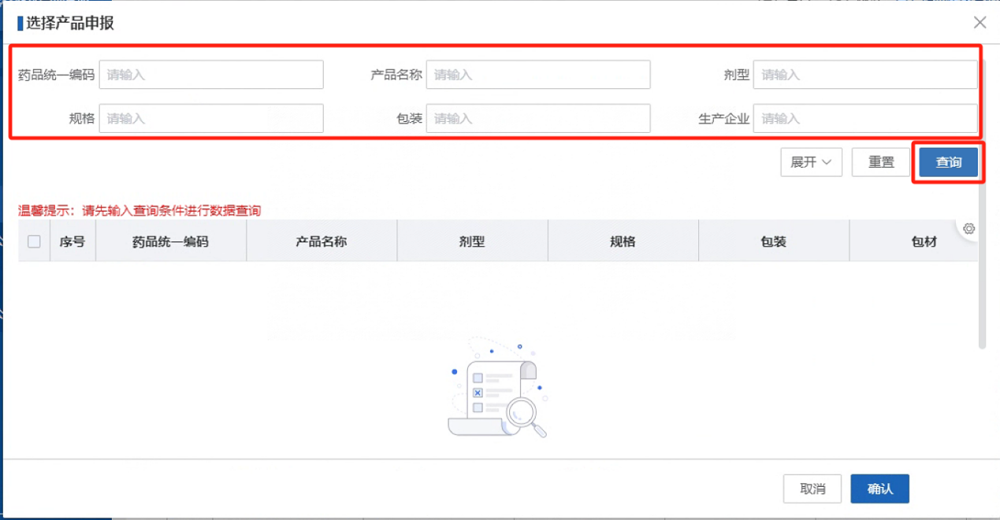 选择产品申报
药品统一编码 请输入 产品名称 请输入 剂型 请输入
规格 请输入 包装 请输入 生产企业 请输入
展开 重置 查询
温馨提示：请先输入查询条件进行数据查询
序号 药品统一编码 产品名称 剂型 规格 包装 包材
取消 确认